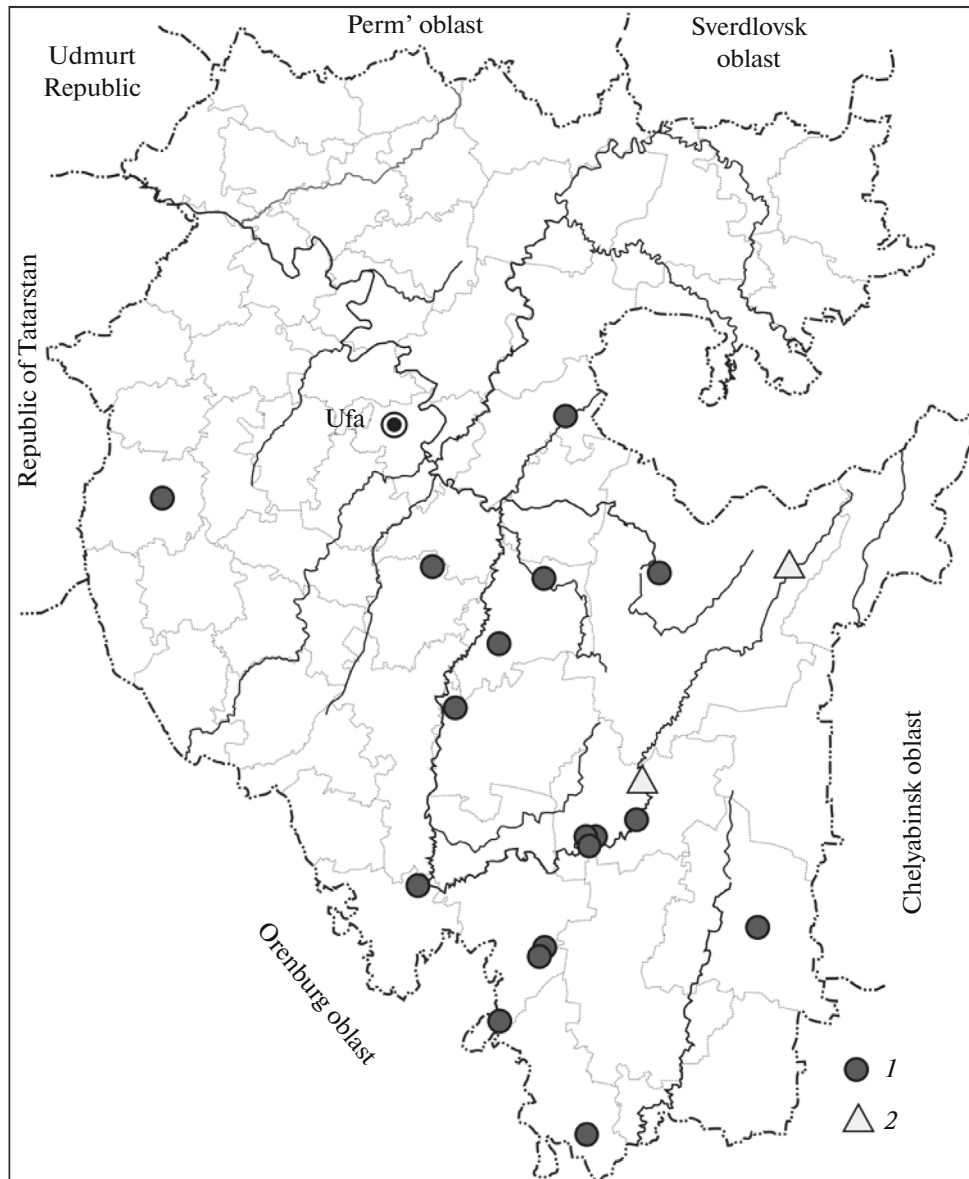 Perm’ oblast
Sverdlovsk
oblast
Udmurt
Republic
Republic of Tatarstan
Ufa
Chelyabinsk oblast
Orenburg oblast
1
2